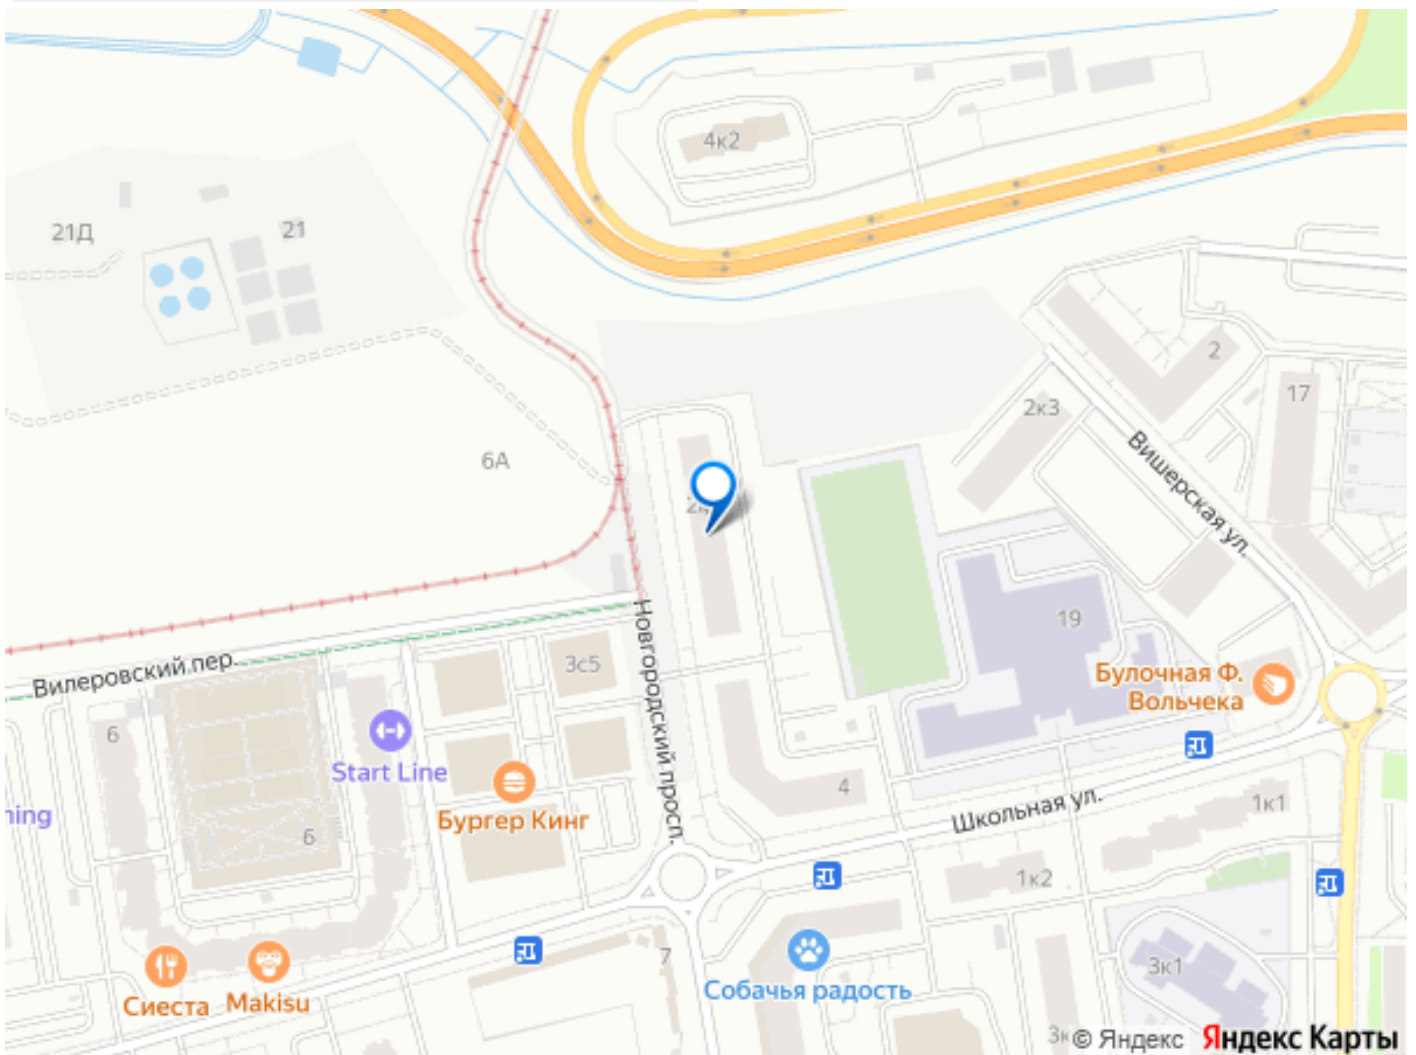 4к2
21Д
21
2
17
2к3
6А
Вишерская ул.
19
Булочная Ф.
Вольчека
Новгородский просп.
3с5
Вилеровский пер.
6
Start Line
ning
Бургер Кинг
6
4
Школьная ул.
1к1
1к2
7
3к1
Сиеста
Makisu
Собачья радость
© Яндекс
Яндекс Карты